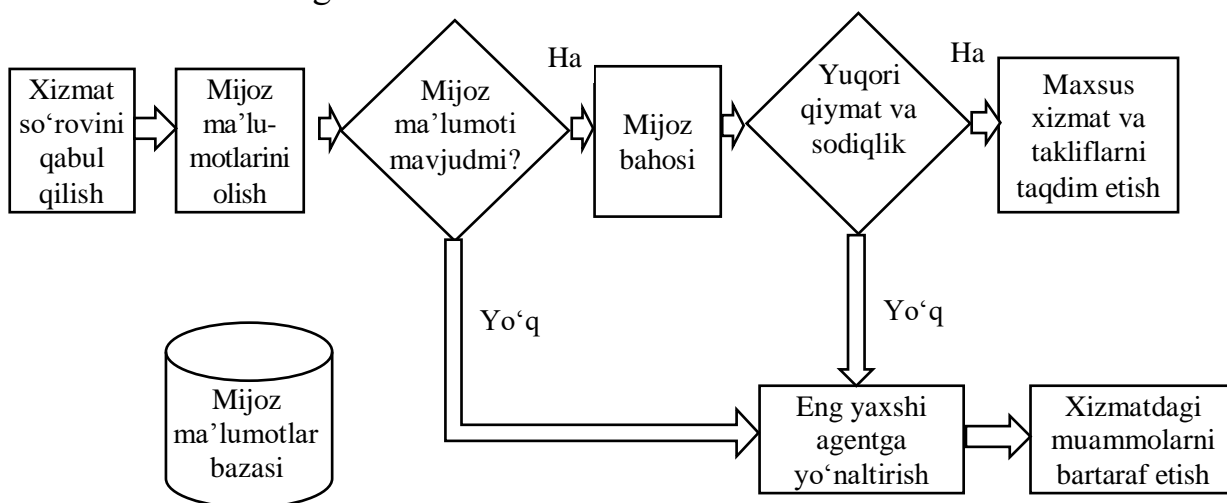 Xizmat
so‘rovini
qabul
qilish
Mijoz
ma’lu-
motlarini
olish
Mijoz
ma’lumoti
mavjudmi?
Ha
Mijoz
bahosi
Yuqori
qiymat va
sodiqlik
Ha
Maxsus
xizmat va
takliflarni
taqdim etish
Yo‘q
Yo‘q
Mijoz
ma’lumotlar
bazasi
Eng yaxshi
agentga
yo‘naltirish
Xizmatdagi
muammolarni
bartaraf etish